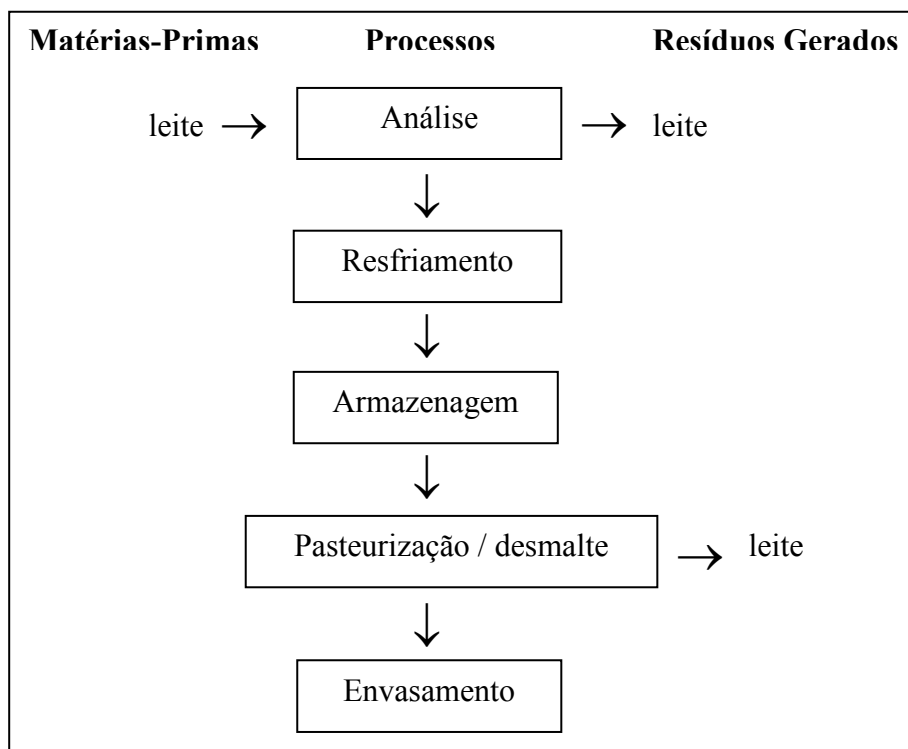 Matérias-Primas Processos Resíduos Gerados
leite → Análise → leite
↓
Resfriamento
↓
Armazenagem
↓
Pasteurização / desmalte → leite
↓
Envasamento